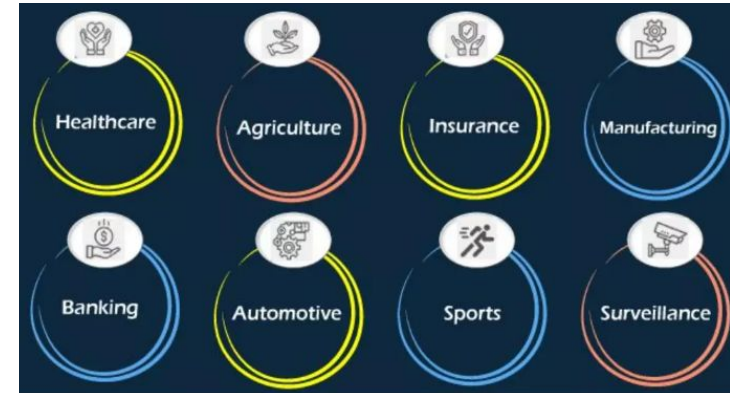 Healthcare
Agriculture
Insurance
Manufacturing
Banking
Automotive
Sports
Surveillance